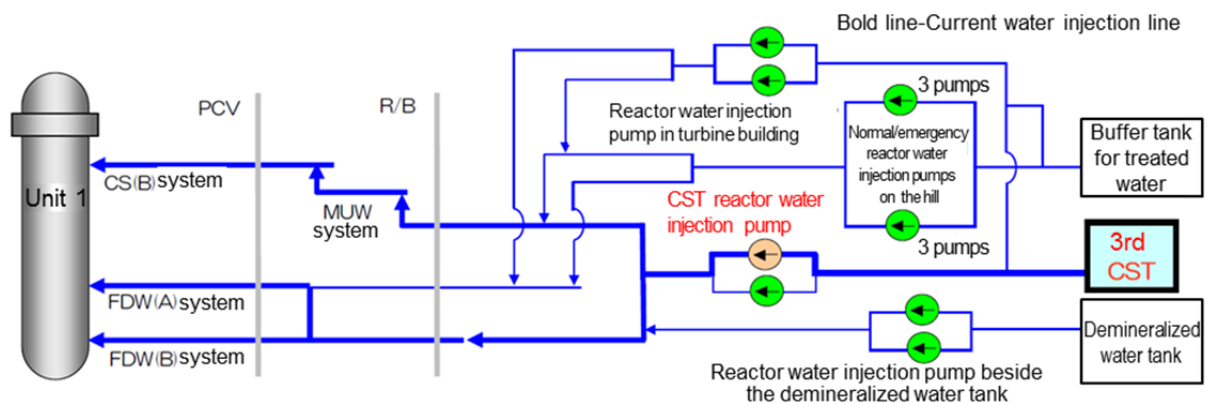 Bold line-Current water injection line
PCV
R/B
Reactor water injection
pump in turbine building
3 pumps
Normal/emergency
reactor water
injection pumps
on the hill
3 pumps
Buffer tank
for treated
water
Unit 1
CS(B)system
MUW
system
CST reactor water
injection pump
3rd
CST
FDW(A)system
FDW(B)system
Demineralized
water tank
Reactor water injection pump beside
the demineralized water tank